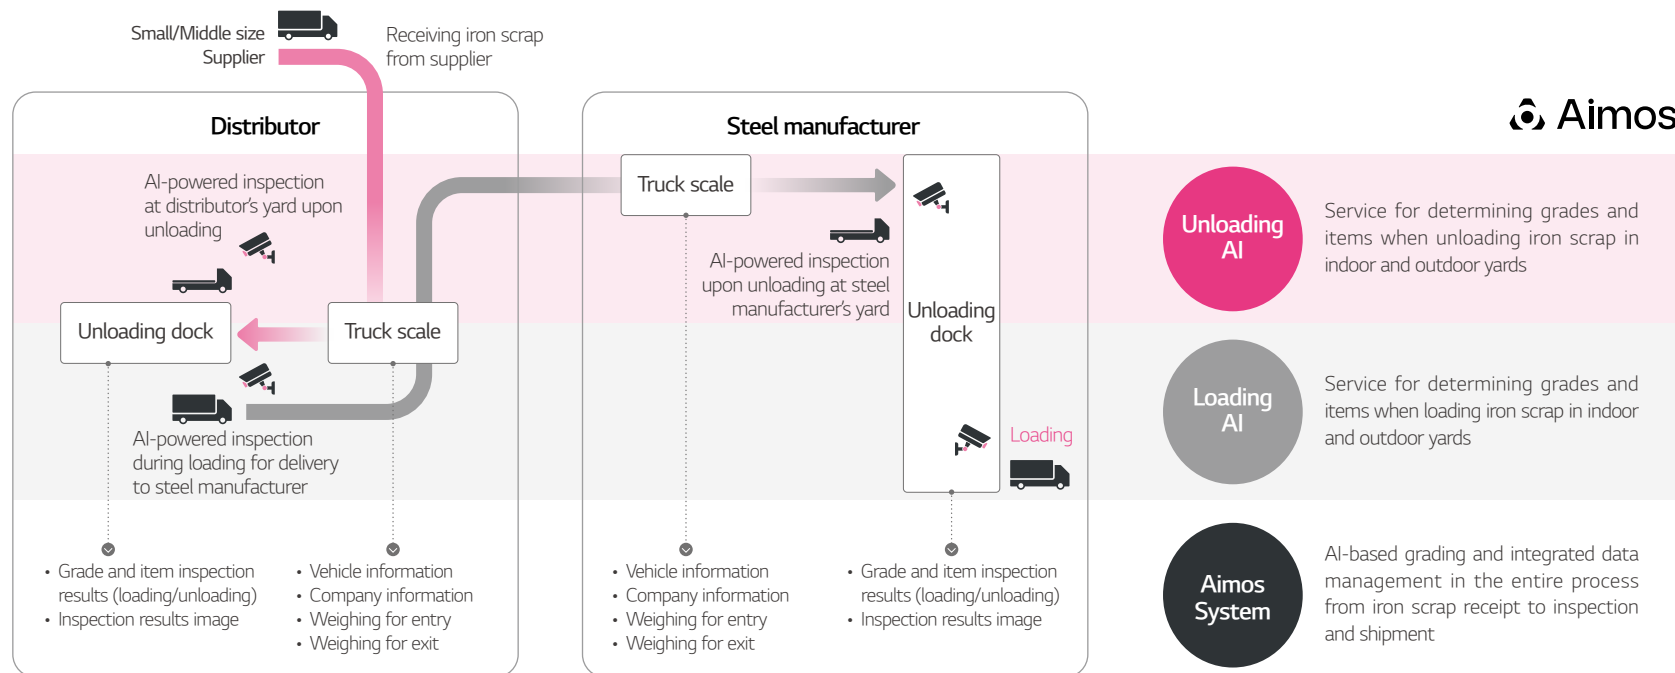 Small/Middle size
Supplier
Receiving iron scrap
from supplier
Distributor
AI-powered inspection
at distributor's yard upon
unloading
Unloading dock
Truck scale
AI-powered inspection
during loading for delivery
to steel manufacturer
• Grade and item inspection
results (loading/unloading)
• Inspection results image
• Vehicle information
• Company information
• Weighing for entry
• Weighing for exit
Steel manufacturer
Truck scale
AI-powered inspection
upon unloading at steel
manufacturer's yard
Unloading
dock
Loading
• Vehicle information
• Company information
• Weighing for entry
• Weighing for exit
• Grade and item inspection
results (loading/unloading)
• Inspection results image
Aimos
Unloading
AI
Service for determining grades and
items when unloading iron scrap in
indoor and outdoor yards
Loading
AI
Service for determining grades and
items when loading iron scrap in indoor
and outdoor yards
Aimos
System
AI-based grading and integrated data
management in the entire process
from iron scrap receipt to inspection
and shipment